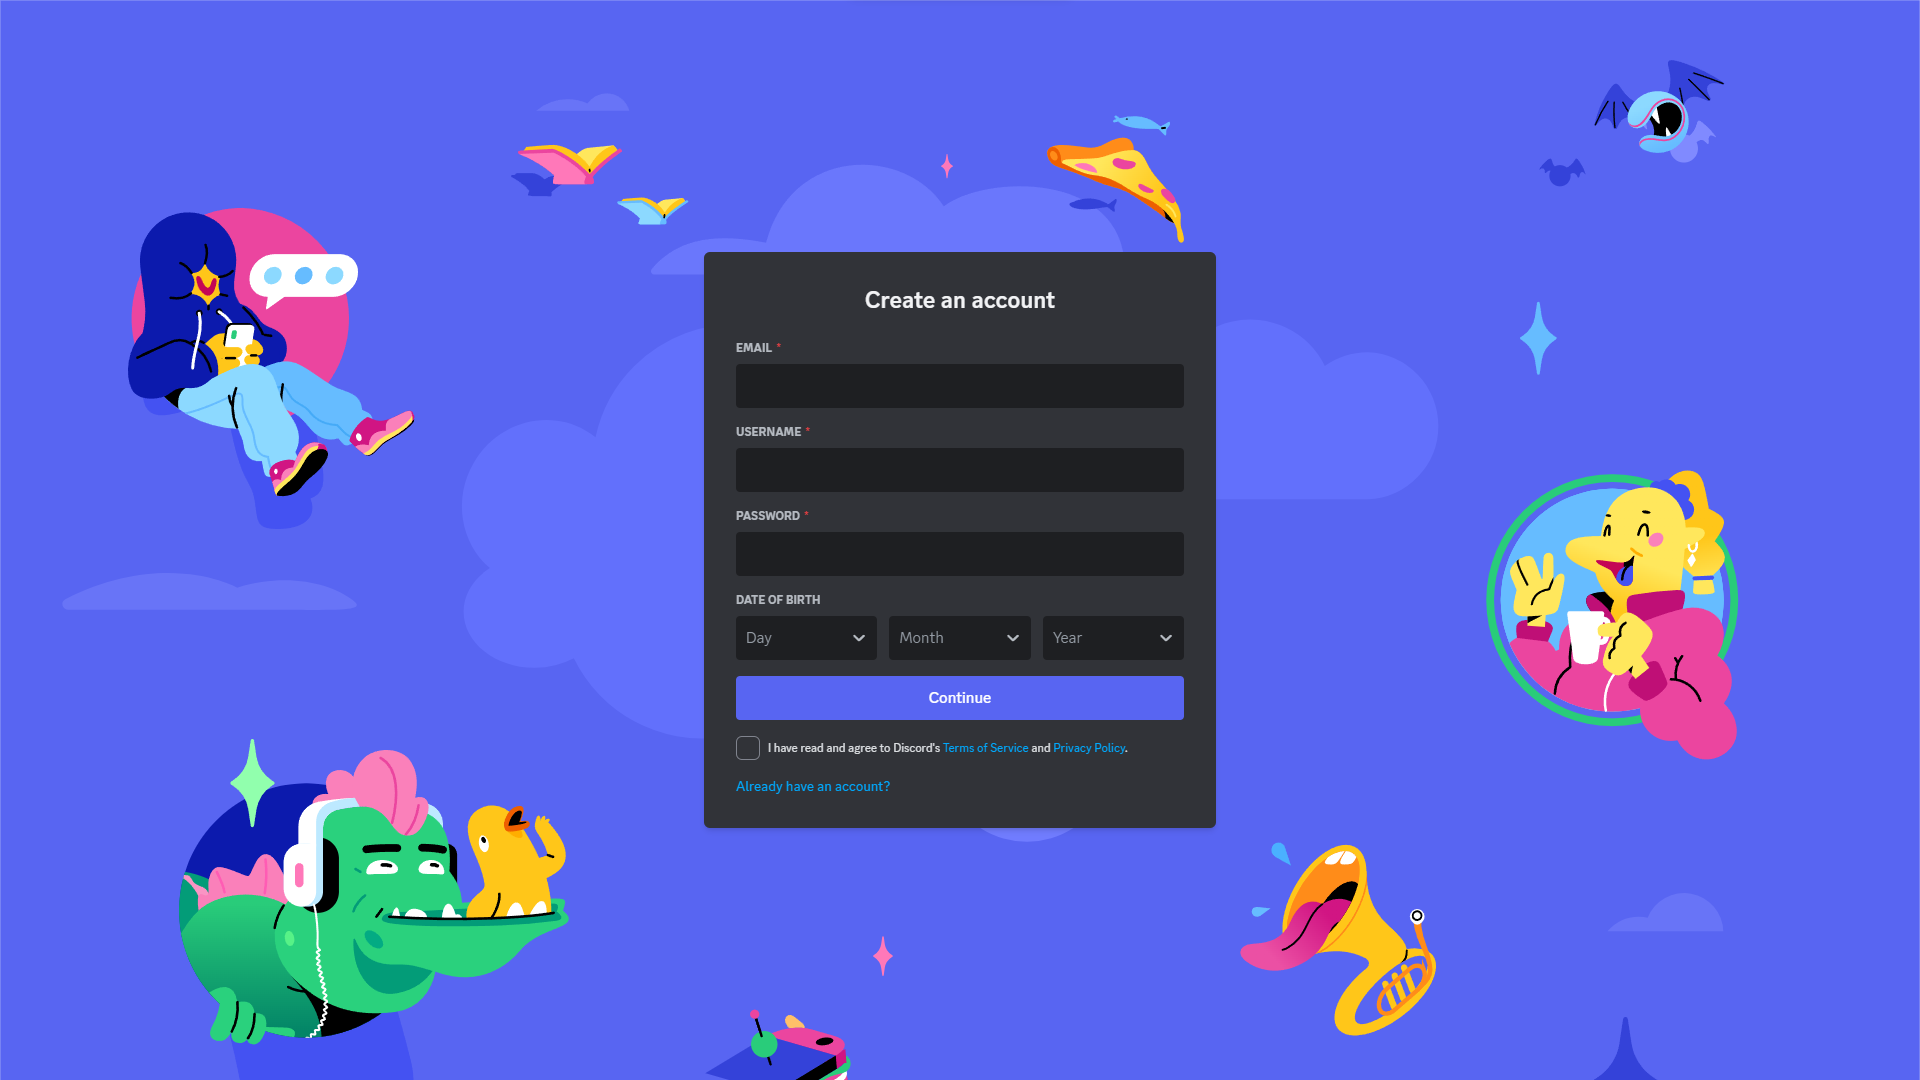 Create an account
EMAIL *
USERNAME *
PASSWORD *
DATE OF BIRTH
Day Month Year
Continue
I have read and agree to Discord's Terms of Service and Privacy Policy.
Already have an account?